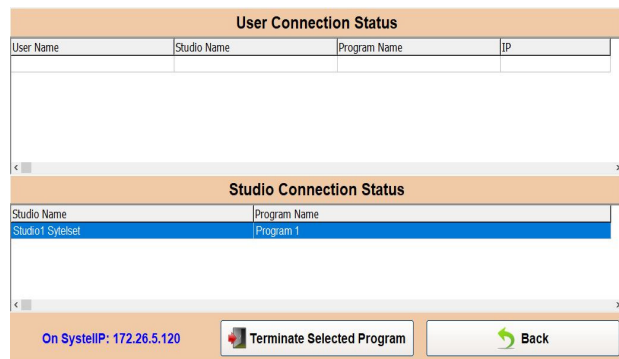 User Connection Status
User Name Studio Name Program Name IP
Studio Connection Status
Studio Name Program Name
Studio1 Sytelset Program 1
On SystelIP: 172.26.5.120 Terminate Selected Program Back